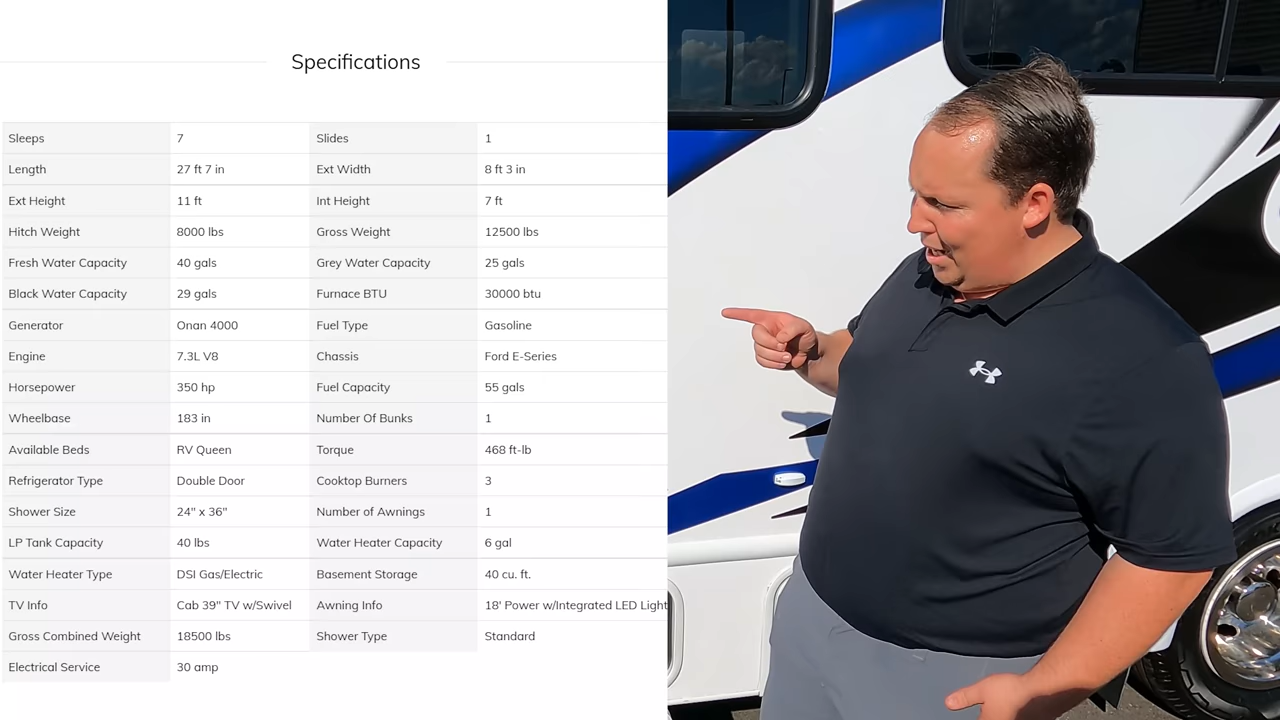 Specifications
Sleeps 7 Slides 1
Length 27 ft 7 in Ext Width 8 ft 3 in
Ext Height 11 ft Int Height 7 ft
Hitch Weight 8000 lbs Gross Weight 12500 lbs
Fresh Water Capacity 40 gals Grey Water Capacity 25 gals
Black Water Capacity 29 gals Furnace BTU 30000 btu
Generator Onan 4000 Fuel Type Gasoline
Engine 7.3L V8 Chassis Ford E-Series
Horsepower 350 hp Fuel Capacity 55 gals
Wheelbase 183 in Number Of Bunks 1
Available Beds RV Queen Torque 468 ft-lb
Refrigerator Type Double Door Cooktop Burners 3
Shower Size 24" x 36" Number of Awnings 1
LP Tank Capacity 40 lbs Water Heater Capacity 6 gal
Water Heater Type DSI Gas/Electric Basement Storage 40 cu. ft.
TV Info Cab 39" TV w/Swivel Awning Info 18' Power w/Integrated LED Light
Gross Combined Weight 18500 lbs Shower Type Standard
Electrical Service 30 amp